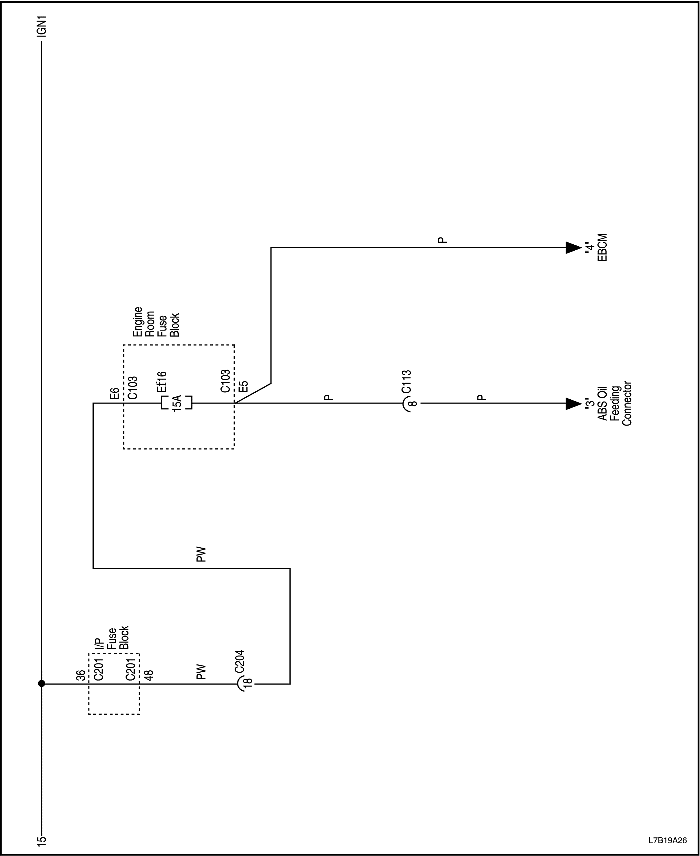 15
IGN1
36
C201
C201
48
I/P
Fuse
Block
PW
C204
18
PW
E6
C103
Ef16
15A
C103
E5
Engine
Room
Fuse
Block
P
8
C113
P
"3"
ABS Oil
Feeding
Connector
P
"4"
EBCM
L7B19A26